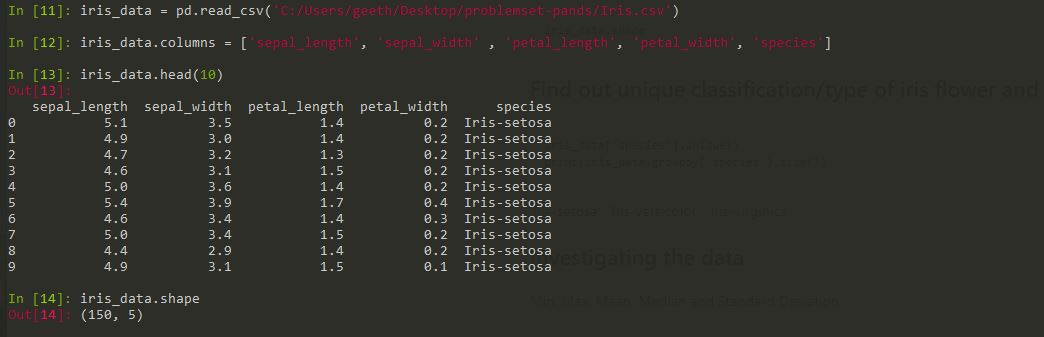 In [11]: iris_data = pd.read_csv('C:/Users/geeth/Desktop/problemset-pands/Iris.csv')
In [12]: iris_data.columns = ['sepal_length', 'sepal_width' , 'petal_length', 'petal_width', 'species']
In [13]: iris_data.head(10)
Out[13]:
sepal_length sepal_width petal_length petal_width species
0 5.1 3.5 1.4 0.2 Iris-setosa
1 4.9 3.0 1.4 0.2 Iris-setosa
2 4.7 3.2 1.3 0.2 Iris-setosa
3 4.6 3.1 1.5 0.2 Iris-setosa
4 5.0 3.6 1.4 0.2 Iris-setosa
5 5.4 3.9 1.7 0.4 Iris-setosa
6 4.6 3.4 1.4 0.3 Iris-setosa
7 5.0 3.4 1.5 0.2 Iris-setosa
8 4.4 2.9 1.4 0.2 Iris-setosa
9 4.9 3.1 1.5 0.1 Iris-setosa
In [14]: iris_data.shape
Out[14]: (150, 5)
Find out unique classification/type of iris flower and
investigating the data
Min, Max, Mean, Median and Standard Deviation